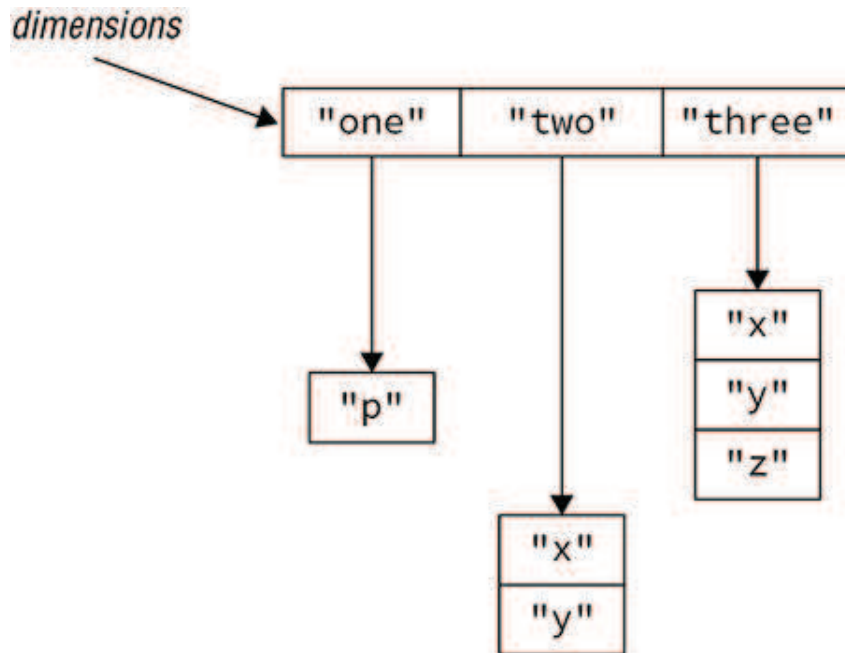 dimensions
"one" "two" "three"
"p"
"x"
"y"
"x"
"y"
"z"